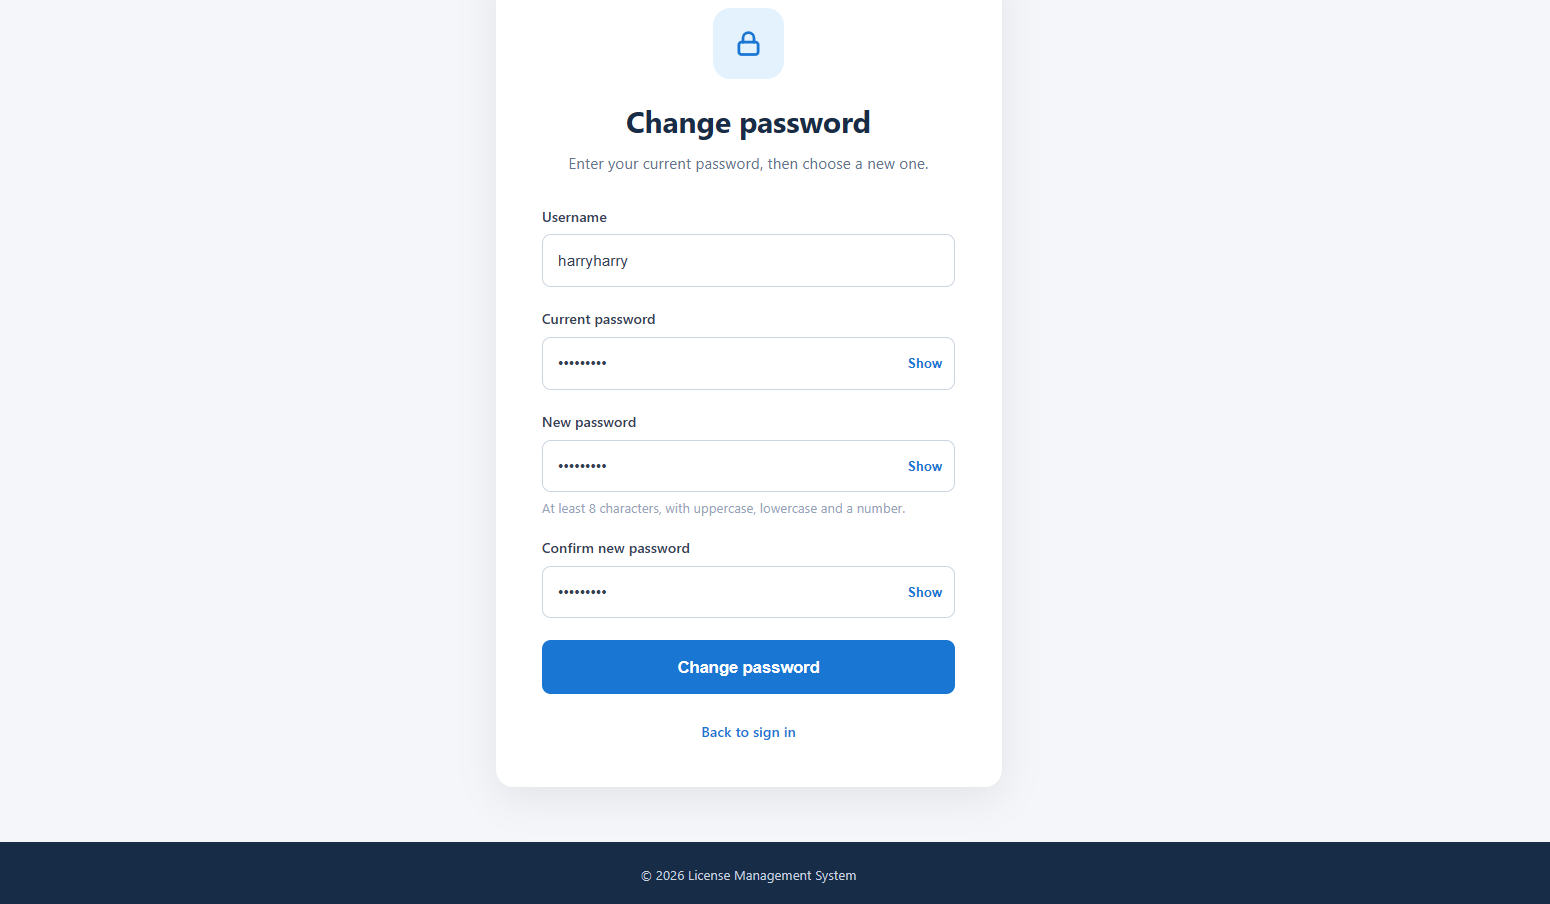 Change password
Enter your current password, then choose a new one.
Username
harryharry
Current password
••••••••• Show
New password
••••••••• Show
At least 8 characters, with uppercase, lowercase and a number.
Confirm new password
••••••••• Show
Change password
Back to sign in
© 2026 License Management System